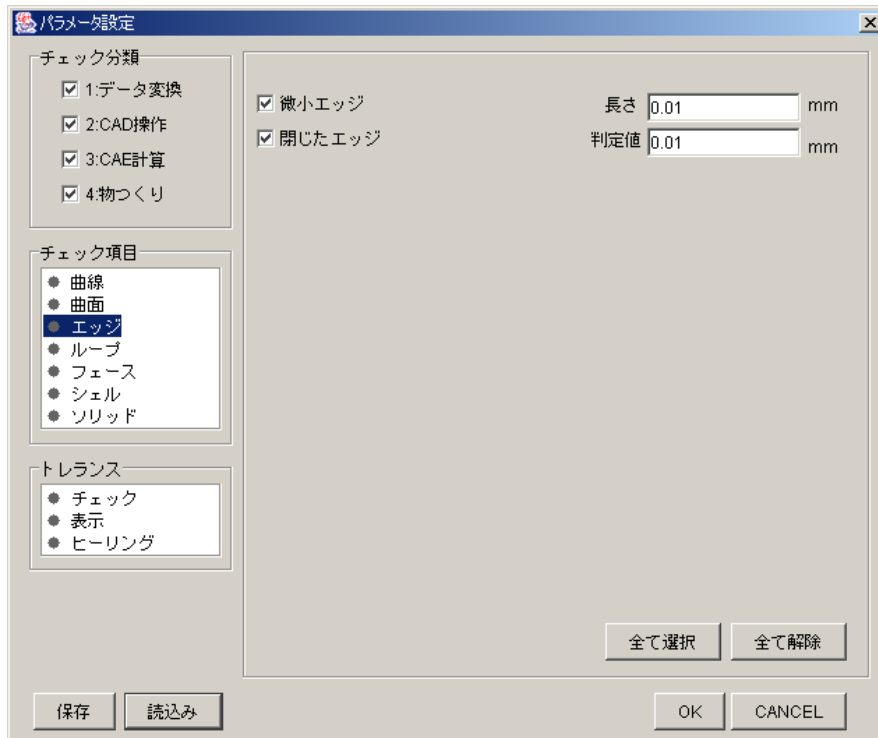 パラメータ設定
チェック分類
1:データ変換
2:CAD操作
3:CAE計算
4:物つくり
チェック項目
曲線
曲面
エッジ
ループ
フェース
シェル
ソリッド
トレランス
チェック
表示
ヒーリング
微小エッジ 長さ 0.01 mm
閉じたエッジ 判定値 0.01 mm
全て選択 全て解除
保存 読込み OK CANCEL